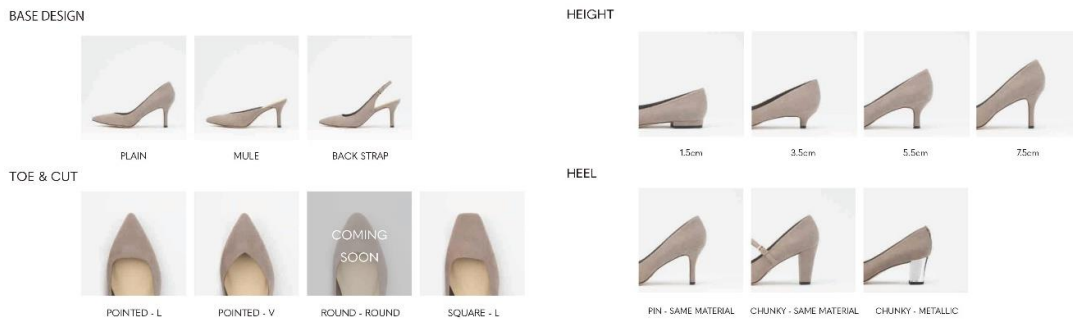 BASE DESIGN
PLAIN
MULE
BACK STRAP
TOE & CUT
COMING
SOON
POINTED - L
POINTED - V
ROUND - ROUND
SQUARE - L
HEIGHT
1.5cm
3.5cm
5.5cm
7.5cm
HEEL
PIN - SAME MATERIAL
CHUNKY - SAME MATERIAL
CHUNKY - METALLIC